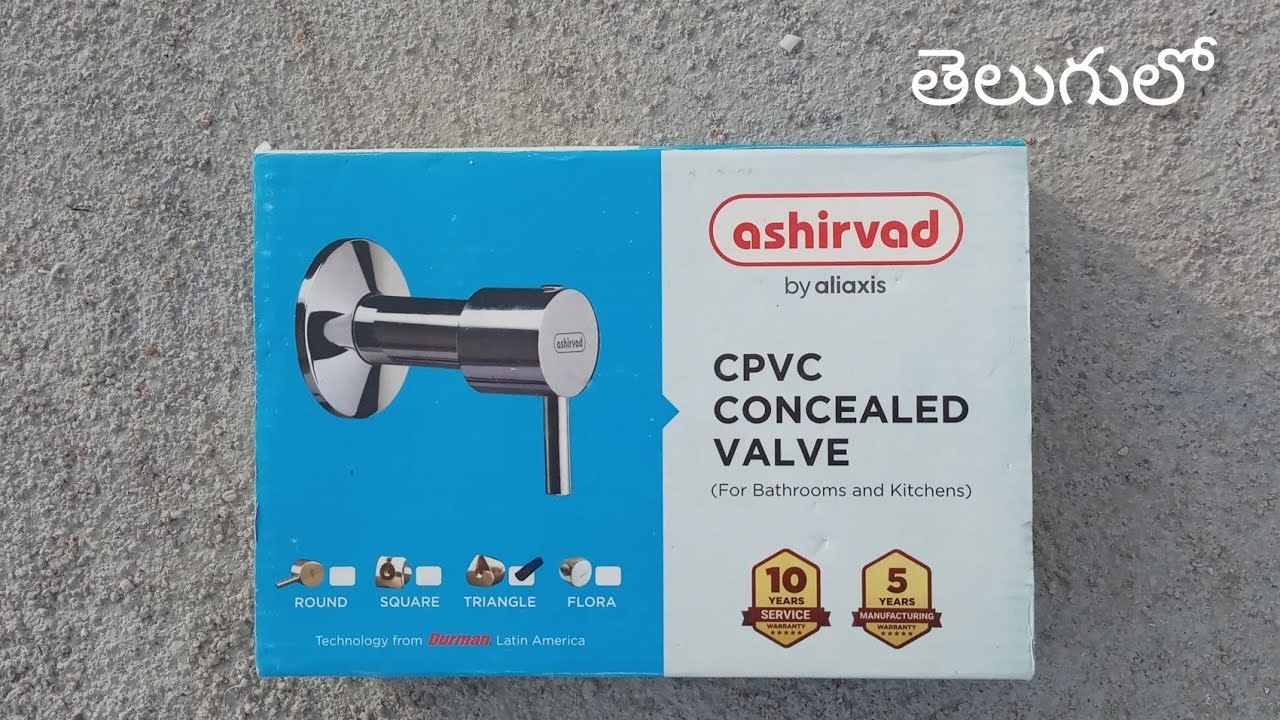 తెలుగులో
ashirvad
by aliaxis
ashirvad
CPVC
CONCEALED
VALVE
(For Bathrooms and Kitchens)
ROUND SQUARE TRIANGLE FLORA
Technology from Durman Latin America
10
YEARS
SERVICE
WARRANTY
5
YEARS
MANUFACTURING
WARRANTY